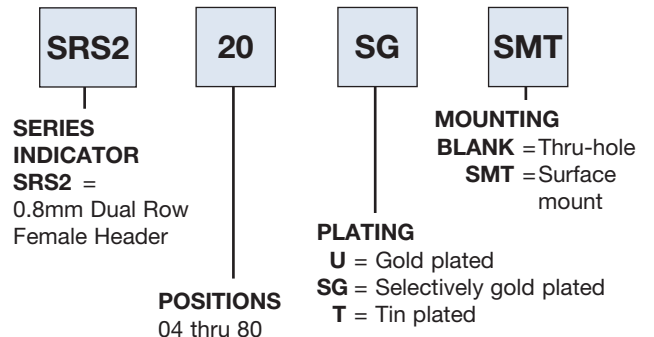 SRS2 20 SG SMT
SERIES
INDICATOR
SRS2 =
0.8mm Dual Row
Female Header
POSITIONS
04 thru 80
PLATING
U = Gold plated
SG = Selectively gold plated
T = Tin plated
MOUNTING
BLANK =Thru-hole
SMT =Surface
mount